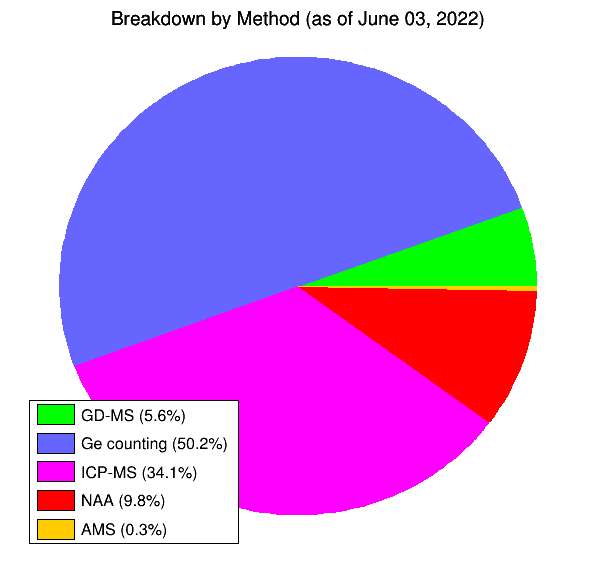 Breakdown by Method (as of June 03, 2022)
GD-MS (5.6%)
Ge counting (50.2%)
ICP-MS (34.1%)
NAA (9.8%)
AMS (0.3%)